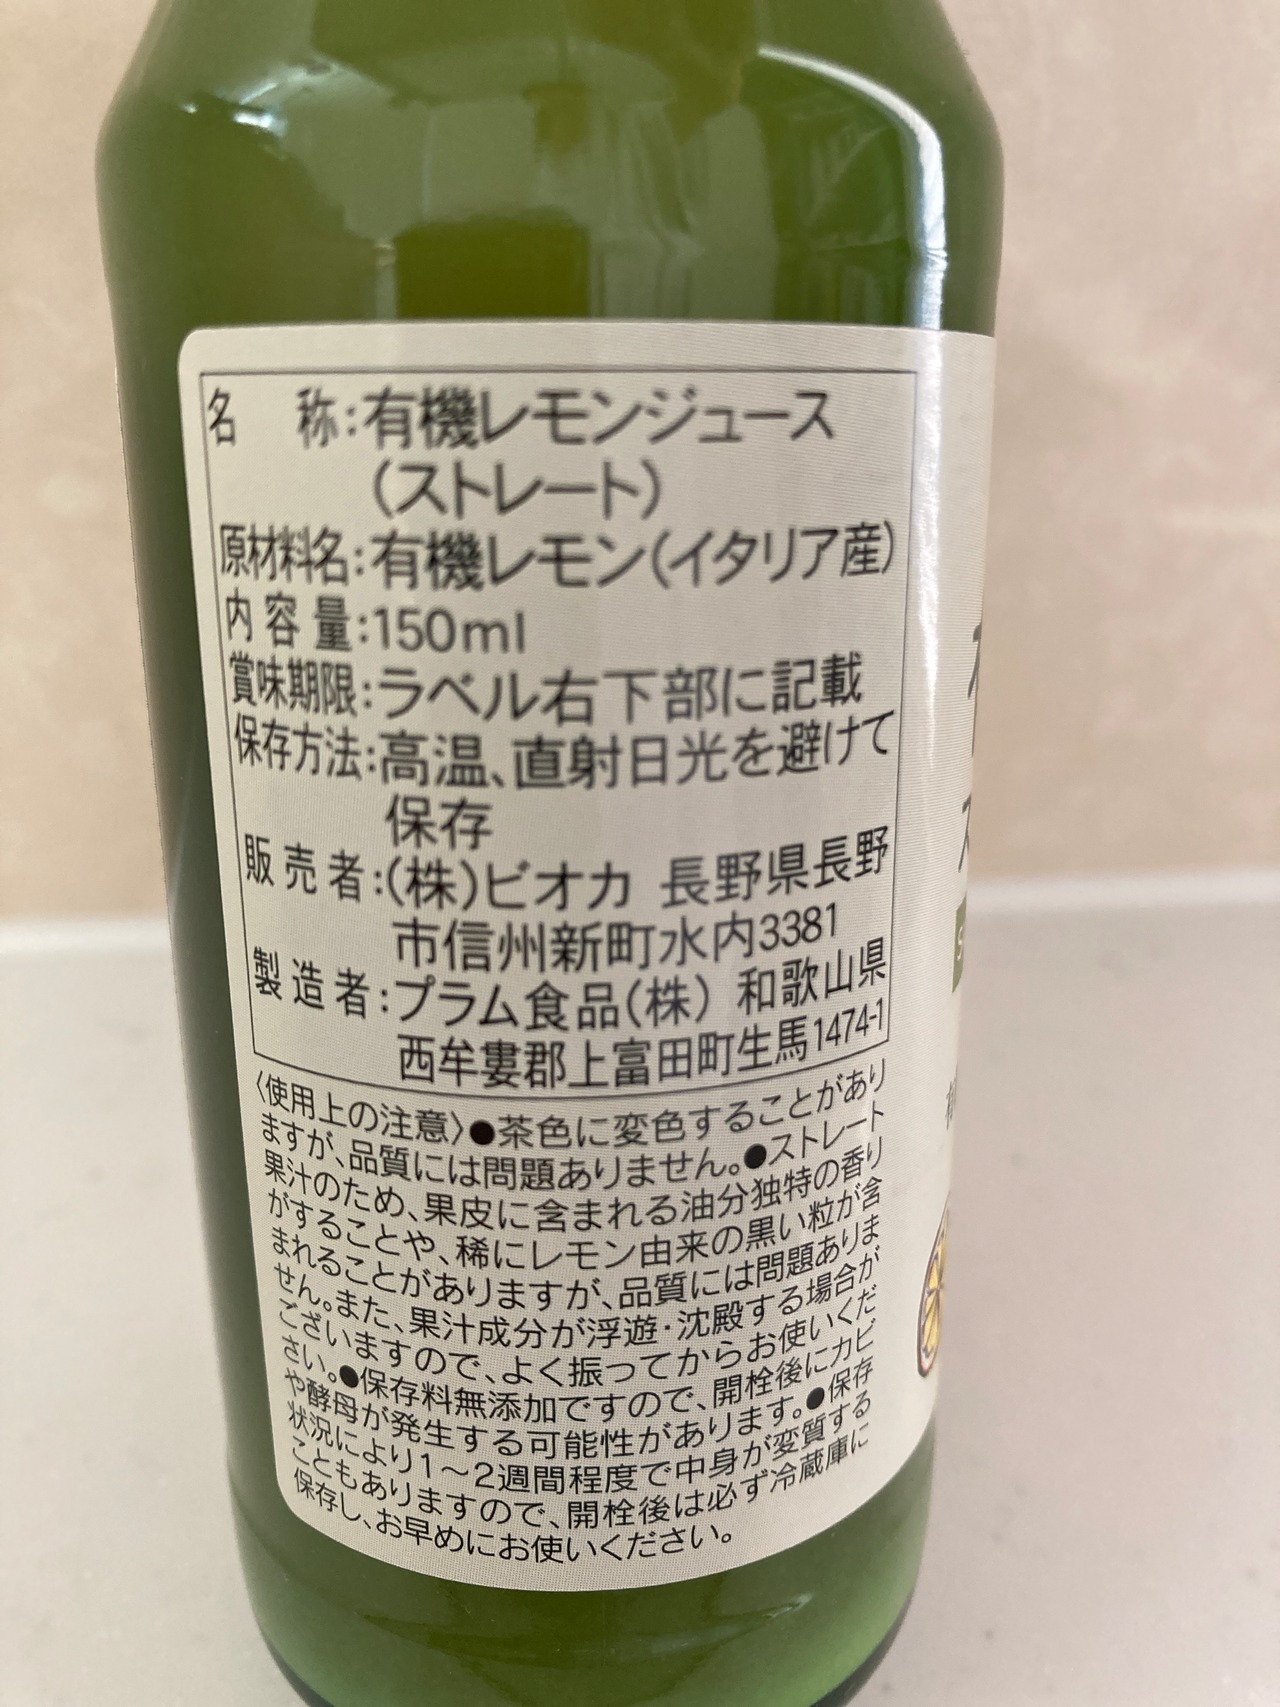 名 称:有機レモンジュース
(ストレート)
原材料名:有機レモン(イタリア産)
内容量:150ml
賞味期限:ラベル右下部に記載
保存方法:高温、直射日光を避けて
保存
販売者:(株)ビオカ 長野県長野
市信州新町水内3381
製造者:プラム食品(株) 和歌山県
西牟婁郡上富田町生馬1474-1
〈使用上の注意〉●茶色に変色することがあり
ますが、品質には問題ありません。●ストレート
果汁のため、果皮に含まれる油分独特の香り
がすることや、稀にレモン由来の黒い粒が含
まれることがありますが、品質には問題ありま
せん。また、果汁成分が浮遊・沈殿する場合が
ございますので、よく振ってからお使いくだ
さい。●保存料無添加ですので、開栓後にカビ
や酵母が発生する可能性があります。●保存
状況により1〜2週間程度で中身が変質する
こともありますので、開栓後は必ず冷蔵庫に
保存し、お早めにお使いください。